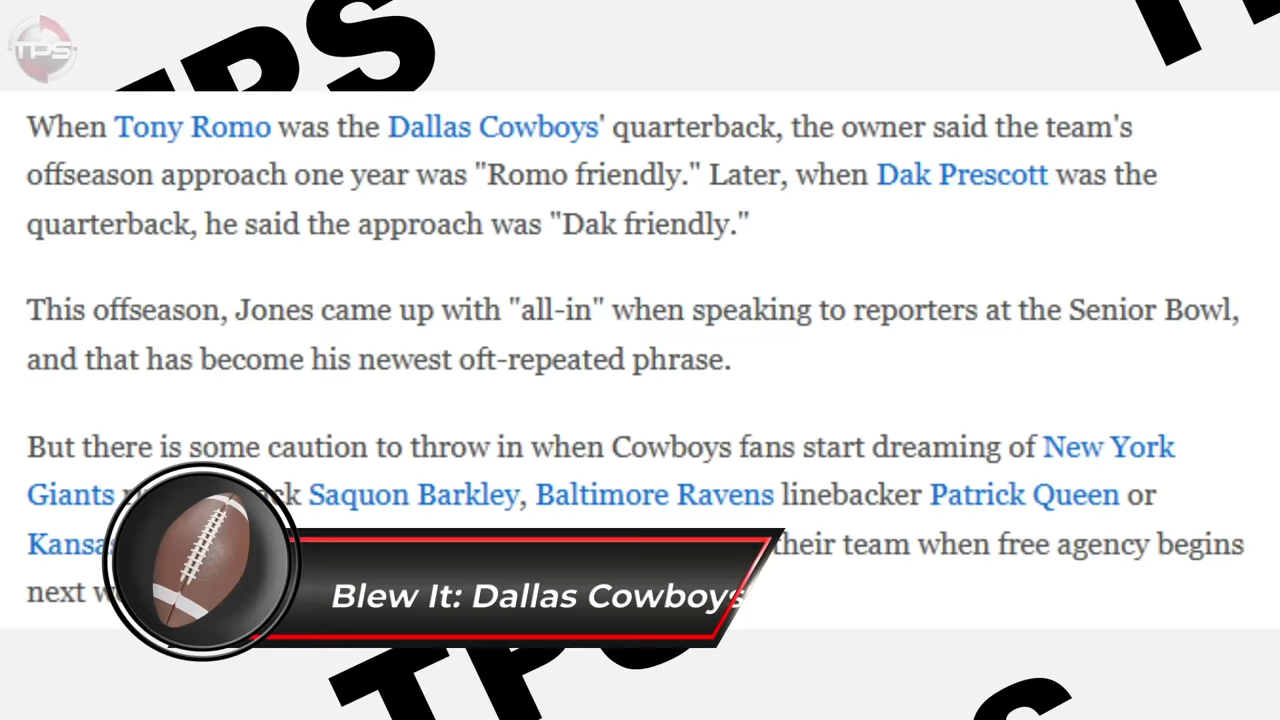 TPS
TPS
When Tony Romo was the Dallas Cowboys' quarterback, the owner said the team's
offseason approach one year was "Romo friendly." Later, when Dak Prescott was the
quarterback, he said the approach was "Dak friendly."
This offseason, Jones came up with "all-in" when speaking to reporters at the Senior Bowl,
and that has become his newest oft-repeated phrase.
But there is some caution to throw in when Cowboys fans start dreaming of New York
Giants Saquon Barkley, Baltimore Ravens linebacker Patrick Queen or
their team when free agency begins
next
Blew It: Dallas Cowboys
TPS